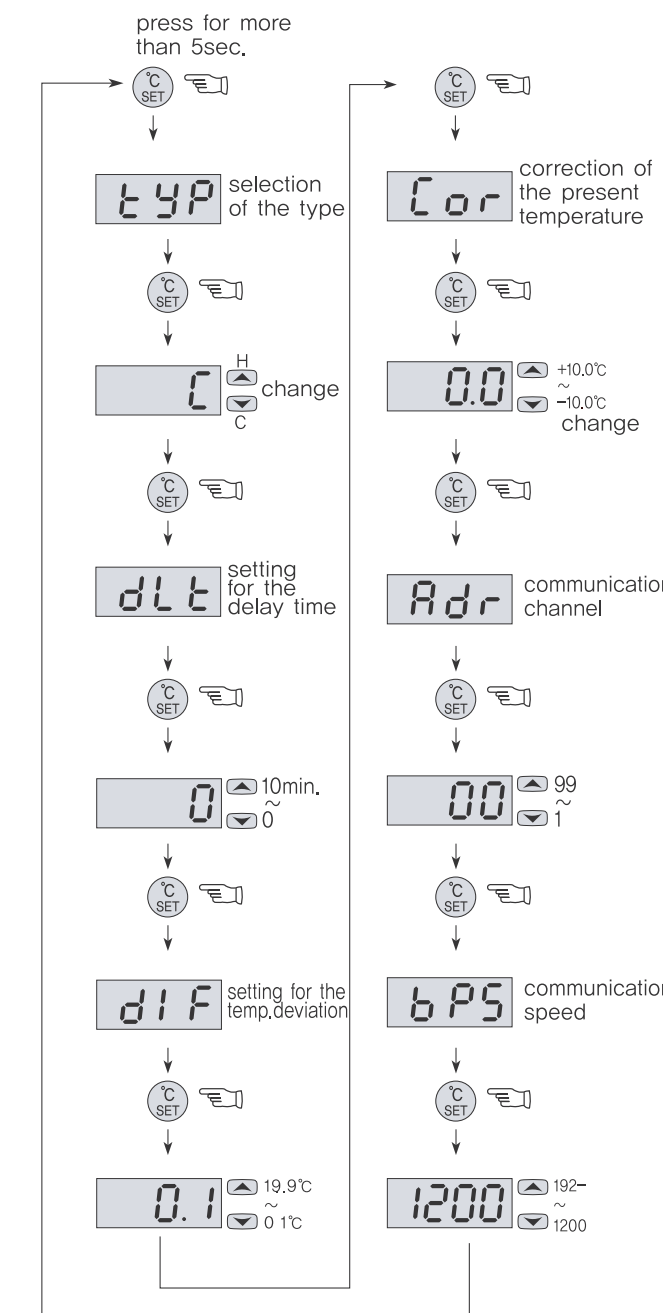 press for more
than 5sec.
°C
SET
typ
selection
of the type
°C
SET
C
H
change
C
°C
SET
dLt
setting
for the
delay time
°C
SET
0
10min.
~
0
°C
SET
dIF
setting for the
temp.deviation
°C
SET
0.1
19.9°C
~
0 1°C
°C
SET
Cor
correction of
the present
temperature
°C
SET
0.0
+10.0°C
~
-10.0°C
change
°C
SET
Adr
communication
channel
°C
SET
00
99
~
1
°C
SET
bPS
communication
speed
°C
SET
1200
192-
~
1200